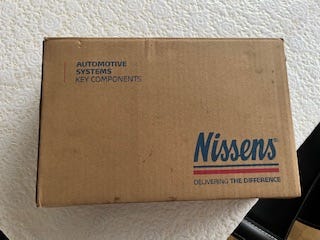 AUTOMOTIVE
SYSTEMS
KEY COMPONENTS
Nissens®
DELIVERING THE DIFFERENCE